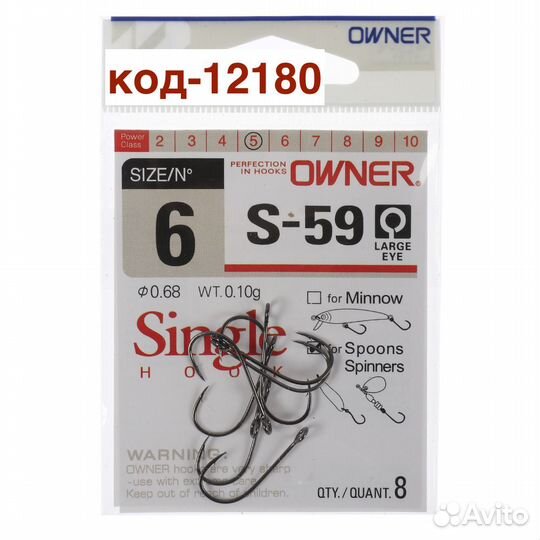 OWNER
код-12180
Power Class 2 3 4 5 6 7 8 9 10
PERFECTION
IN HOOKS
OWNER
SIZE/N°
6
S-59
LARGE
EYE
φ0.68 WT. 0.10g
for Minnow
Single
HOOK
for Spoons
Spinners
WARNING:
OWNER hooks are very sharp
-use with extreme care.
Keep out of reach of children.
QTY./QUANT. 8
Avito